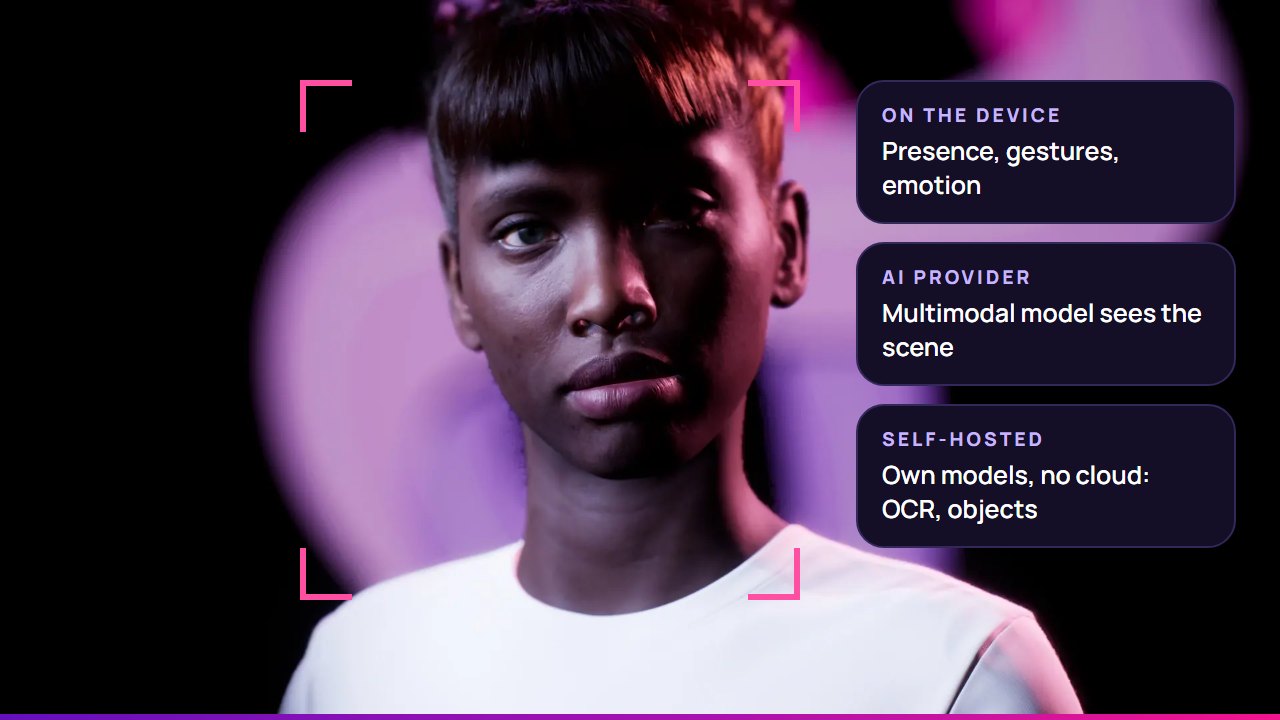 ON THE DEVICE
Presence, gestures,
emotion
AI PROVIDER
Multimodal model sees the
scene
SELF-HOSTED
Own models, no cloud:
OCR, objects